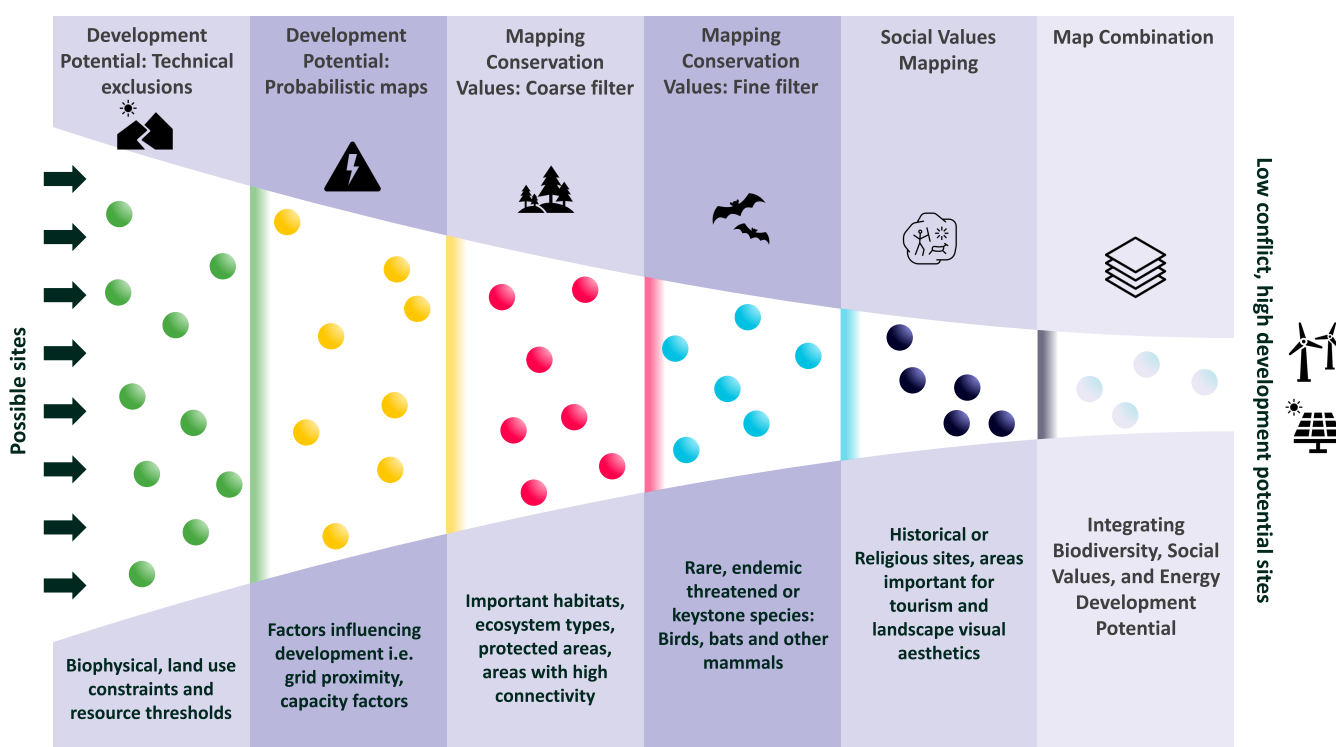 Development
Potential: Technical
exclusions
Development
Potential:
Probabilistic maps
Mapping
Conservation
Values: Coarse filter
Mapping
Conservation
Values: Fine filter
Social Values
Mapping
Map Combination
Possible sites
Low conflict, high development potential sites
Biophysical, land use
constraints and
resource thresholds
Factors influencing
development i.e.
grid proximity,
capacity factors
Important habitats,
ecosystem types,
protected areas,
areas with high
connectivity
Rare, endemic
threatened or
keystone species:
Birds, bats and other
mammals
Historical or
Religious sites, areas
important for
tourism and
landscape visual
aesthetics
Integrating
Biodiversity, Social
Values, and Energy
Development
Potential